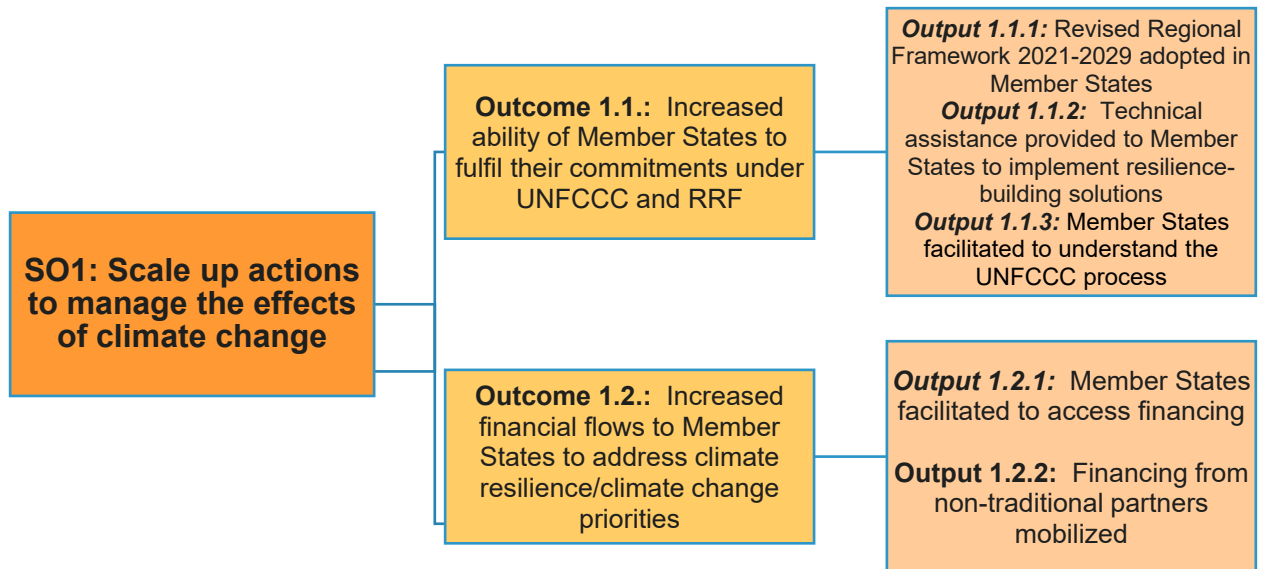 SO1: Scale up actions
to manage the effects
of climate change
Outcome 1.1.: Increased
ability of Member States to
fulfil their commitments under
UNFCCC and RRF
Output 1.1.1: Revised Regional
Framework 2021-2029 adopted in
Member States
Output 1.1.2: Technical
assistance provided to Member
States to implement resilience-
building solutions
Output 1.1.3: Member States
facilitated to understand the
UNFCCC process
Outcome 1.2.: Increased
financial flows to Member
States to address climate
resilience/climate change
priorities
Output 1.2.1: Member States
facilitated to access financing
Output 1.2.2: Financing from
non-traditional partners
mobilized